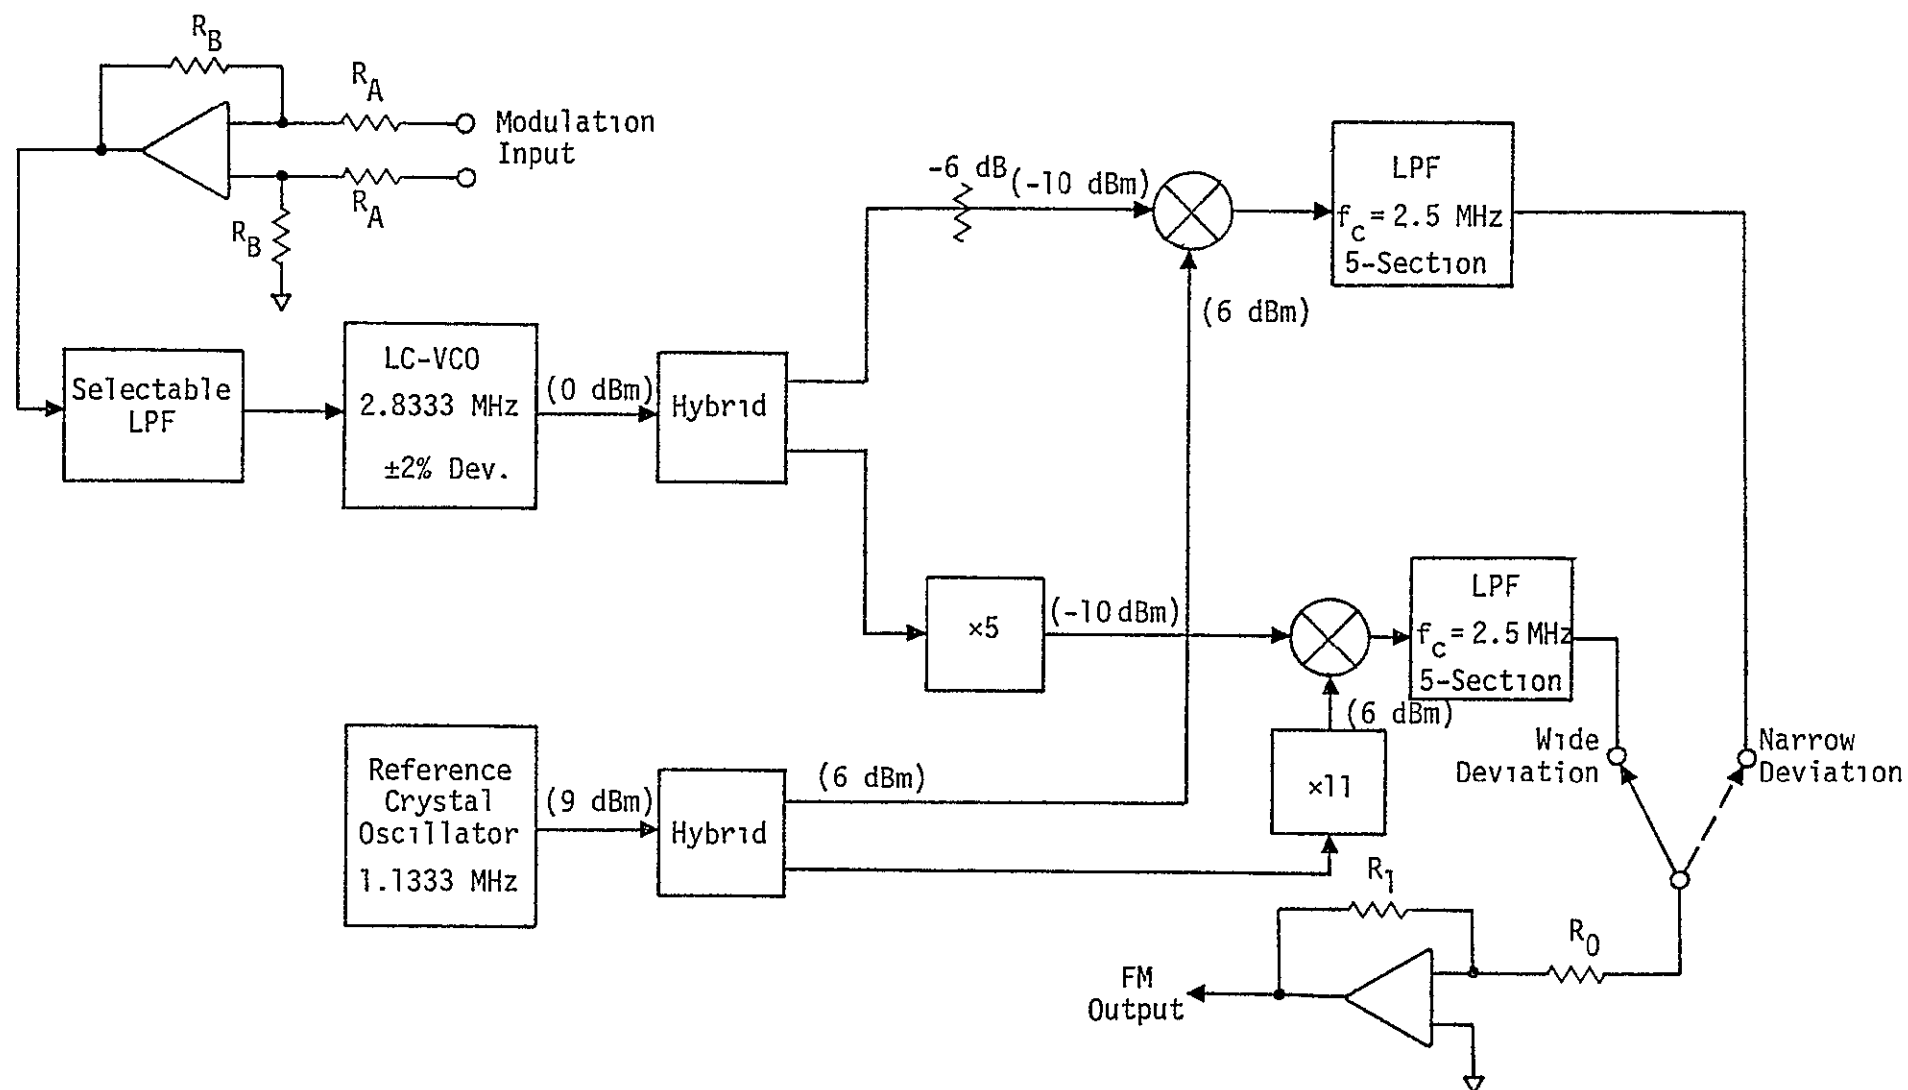 R_B
R_A
Modulation
Input
R_A
R_B
Selectable
LPF
LC-VCO
2.8333 MHz
±2% Dev.
(0 dBm)
Hybrid
-6 dB
(-10 dBm)
(6 dBm)
LPF
f_c = 2.5 MHz
5-Section
×5
(-10 dBm)
LPF
f_c = 2.5 MHz
5-Section
(6 dBm)
×11
Wide
Deviation
Narrow
Deviation
Reference
Crystal
Oscillator
1.1333 MHz
(9 dBm)
Hybrid
(6 dBm)
R_1
R_0
FM
Output